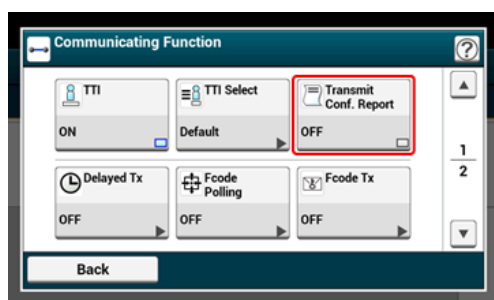 Communicating Function
?
TTI
ON
TTI Select
Default
Transmit
Conf. Report
OFF
1
2
Delayed Tx
OFF
Fcode
Polling
OFF
Fcode Tx
OFF
Back